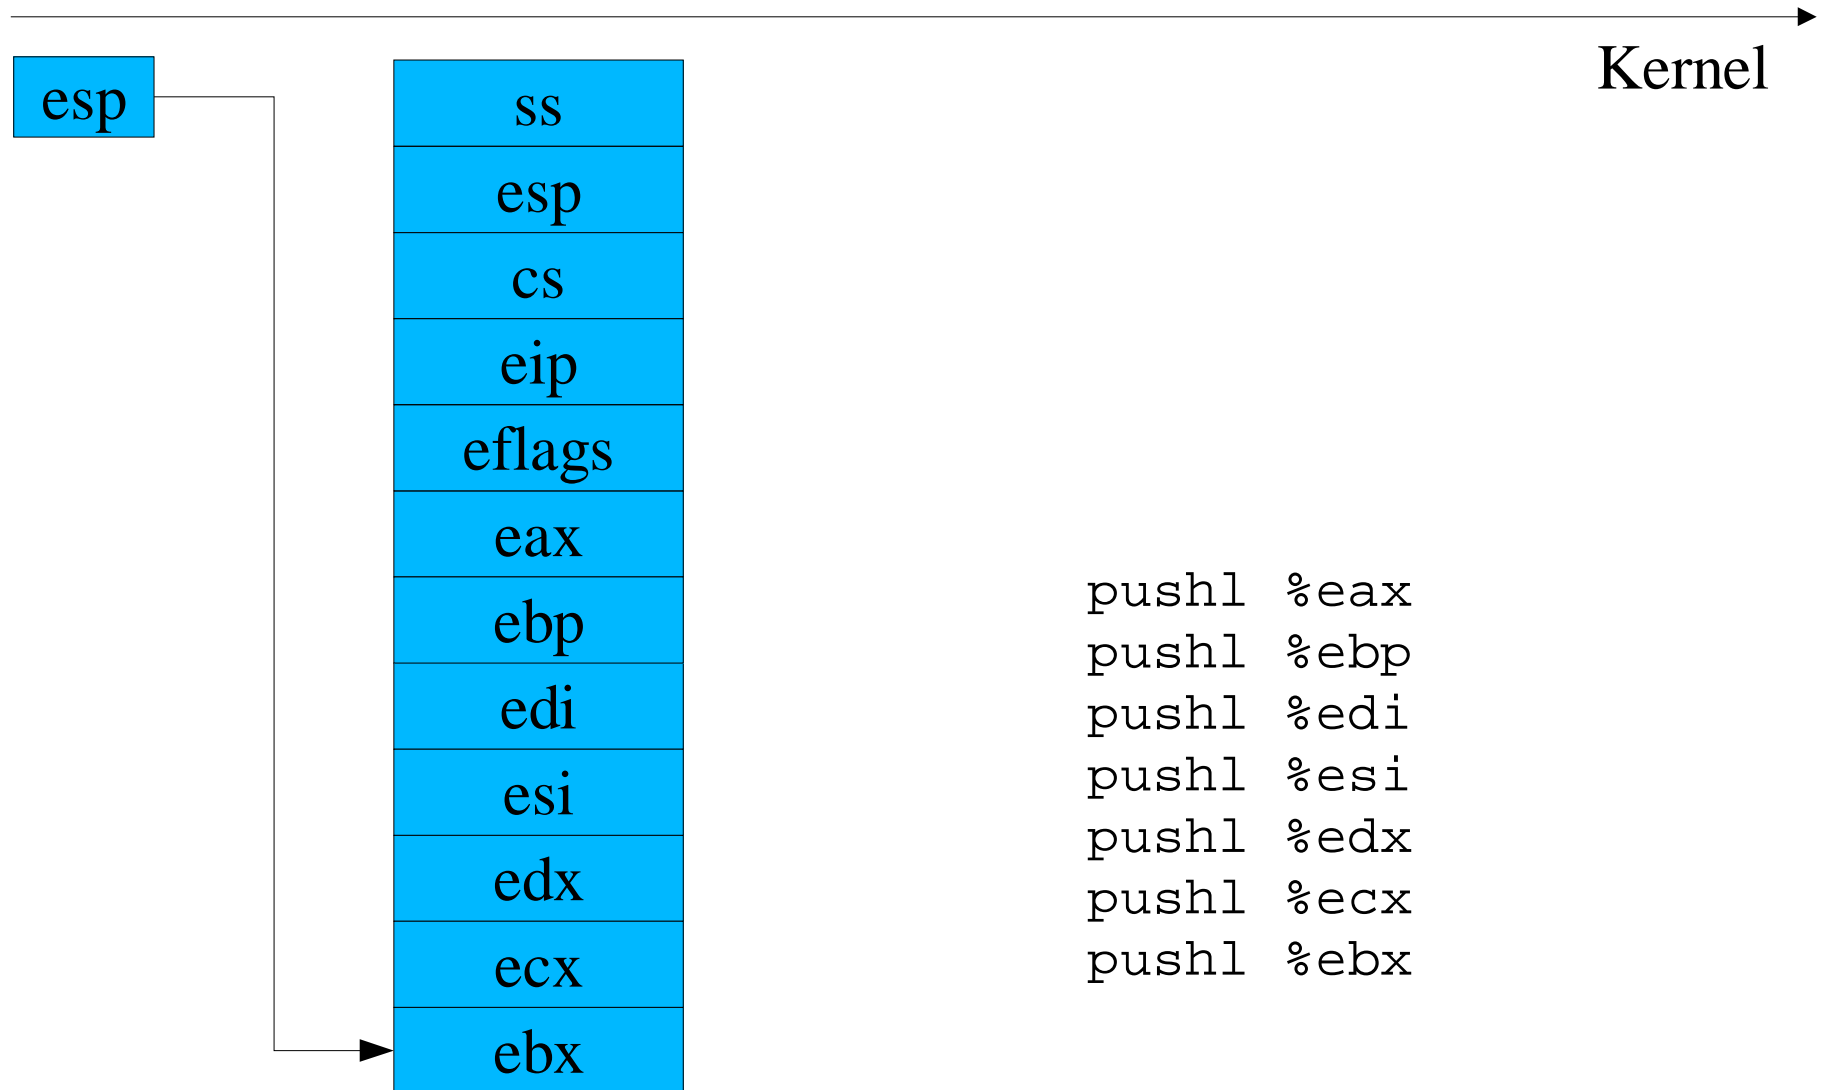 Kernel
esp
ss
esp
cs
eip
eflags
eax
ebp
edi
esi
edx
ecx
ebx
pushl %eax
pushl %ebp
pushl %edi
pushl %esi
pushl %edx
pushl %ecx
pushl %ebx